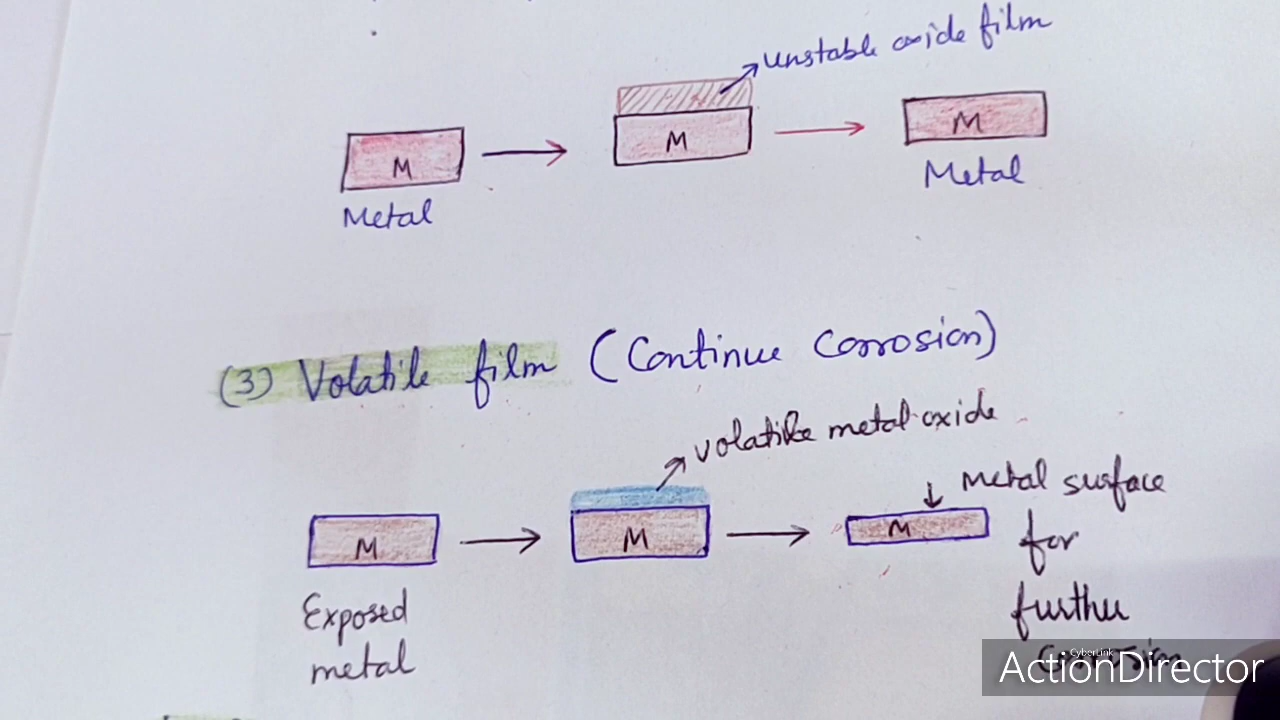 unstable oxide film
M
M
M
Metal
Metal
(3) Volatile film (Continue Corrosion)
volatile metal oxide
Metal surface
M
M
M
for
further
Exposed
metal
CyberLink
ActionDirector